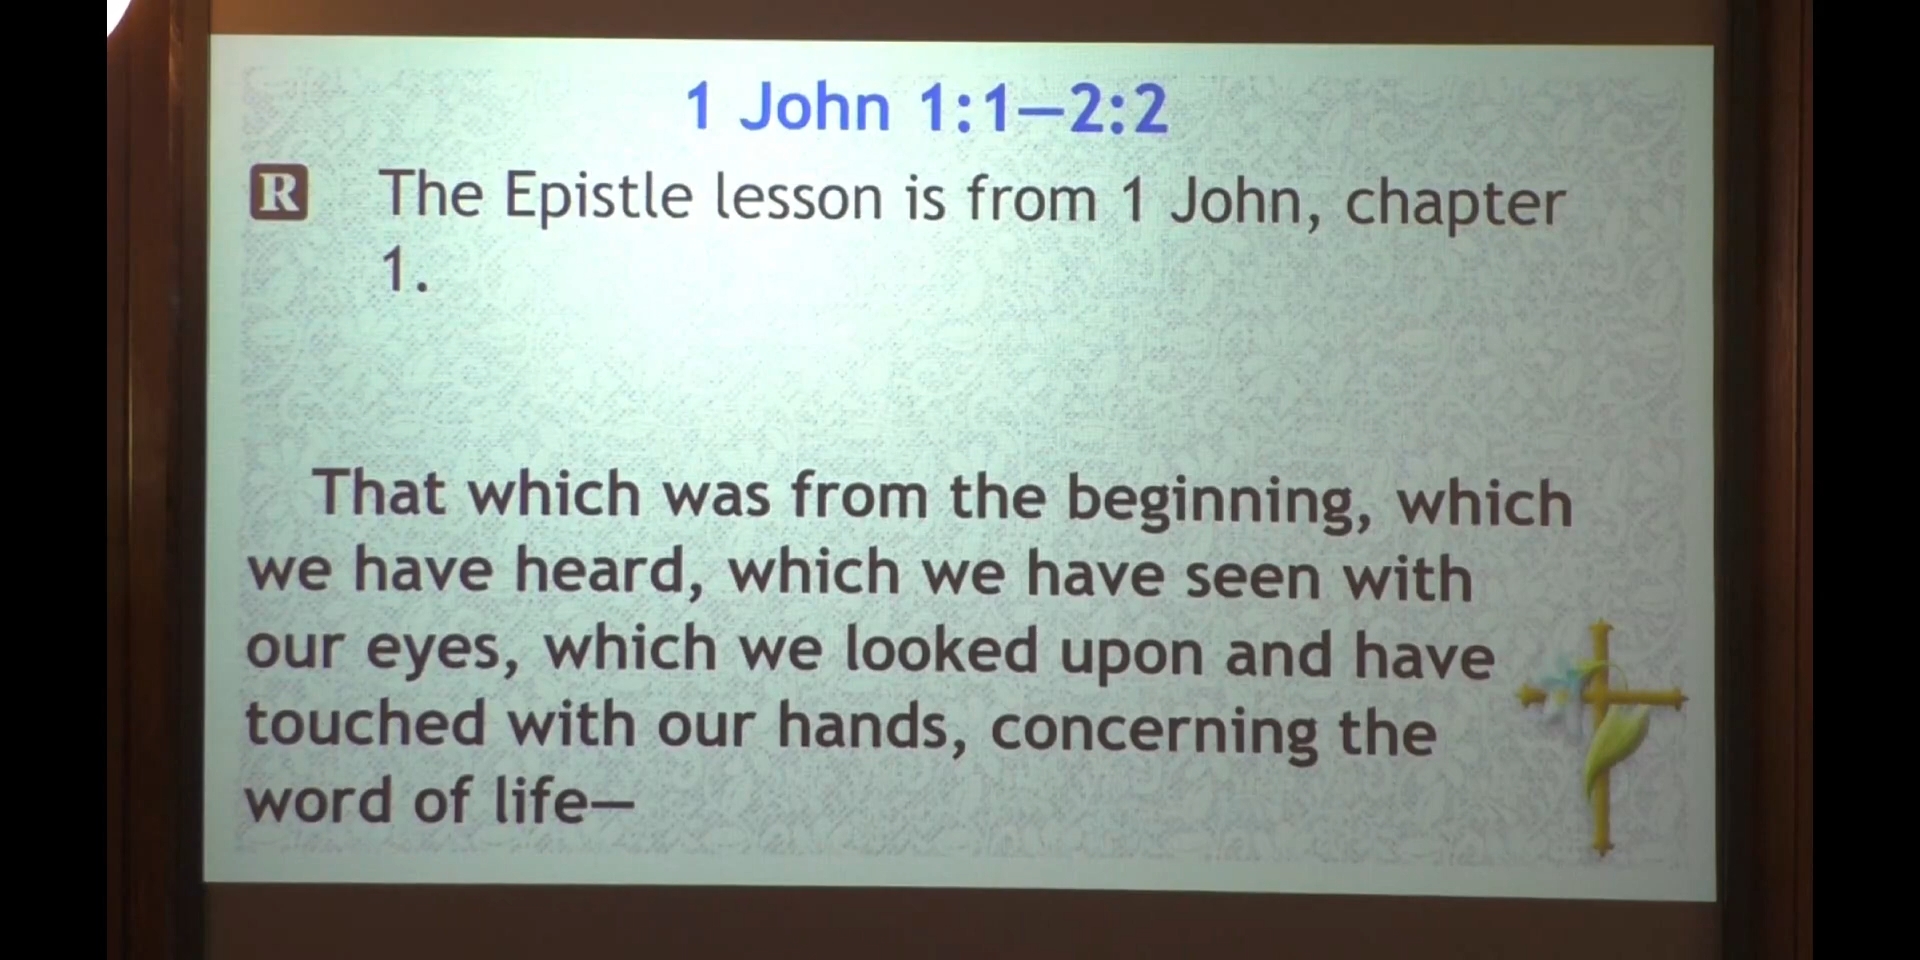 1 John 1:1—2:2
R The Epistle lesson is from 1 John, chapter
1.
That which was from the beginning, which
we have heard, which we have seen with
our eyes, which we looked upon and have
touched with our hands, concerning the
word of life—